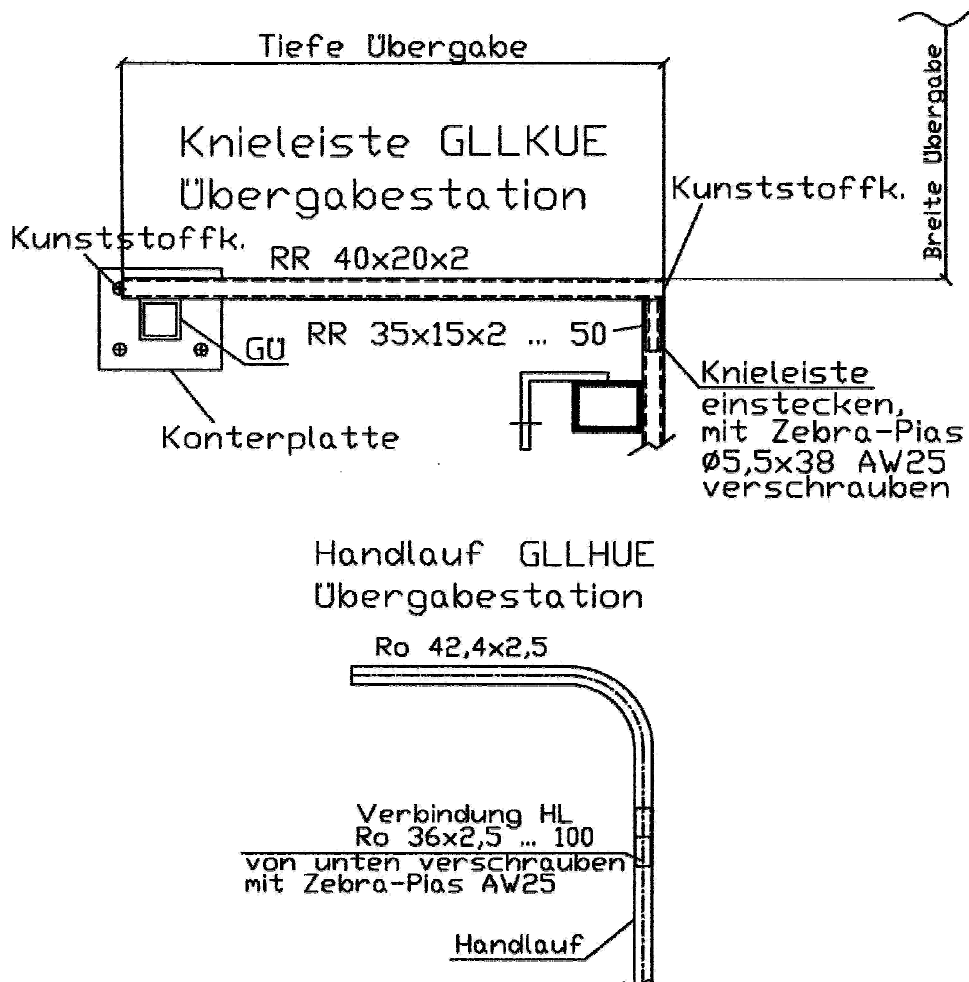 Tiefe Übergabe
Breite Übergabe
Knieleiste GLLKUE
Übergabestation
Kunststoffk.
Kunststoffk.
RR 40x20x2
RR 35x15x2 ... 50
GÜ
Konterplatte
Knieleiste
einstecken,
mit Zebra-Pias
Ø5,5x38 AW25
verschrauben
Handlauf GLLHUE
Übergabestation
Ro 42,4x2,5
Verbindung HL
Ro 36x2,5 ... 100
von unten verschrauben
mit Zebra-Pias AW25
Handlauf